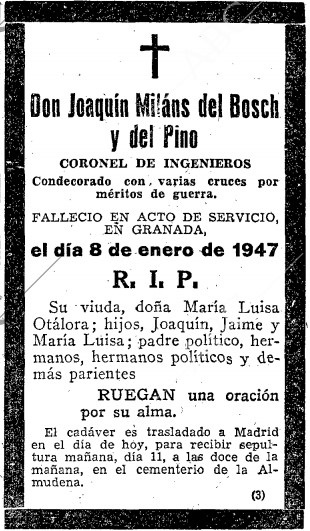 Don Joaquín Miláns del Bosch
y del Pino
CORONEL DE INGENIEROS
Condecorado con varias cruces por
méritos de guerra.
FALLECIO EN ACTO DE SERVICIO,
EN GRANADA,
el día 8 de enero de 1947
R. I. P.
Su viuda, doña María Luisa
Otálora; hijos, Joaquín, Jaime y
María Luisa; padre político, her-
manos, hermanos políticos y de-
más parientes
RUEGAN una oración
por su alma.
El cadáver es trasladado a Madrid
en el día de hoy, para recibir sepul-
tura mañana, día 11, a las doce de la
mañana, en el cementerio de la Al-
mudena.
(3)